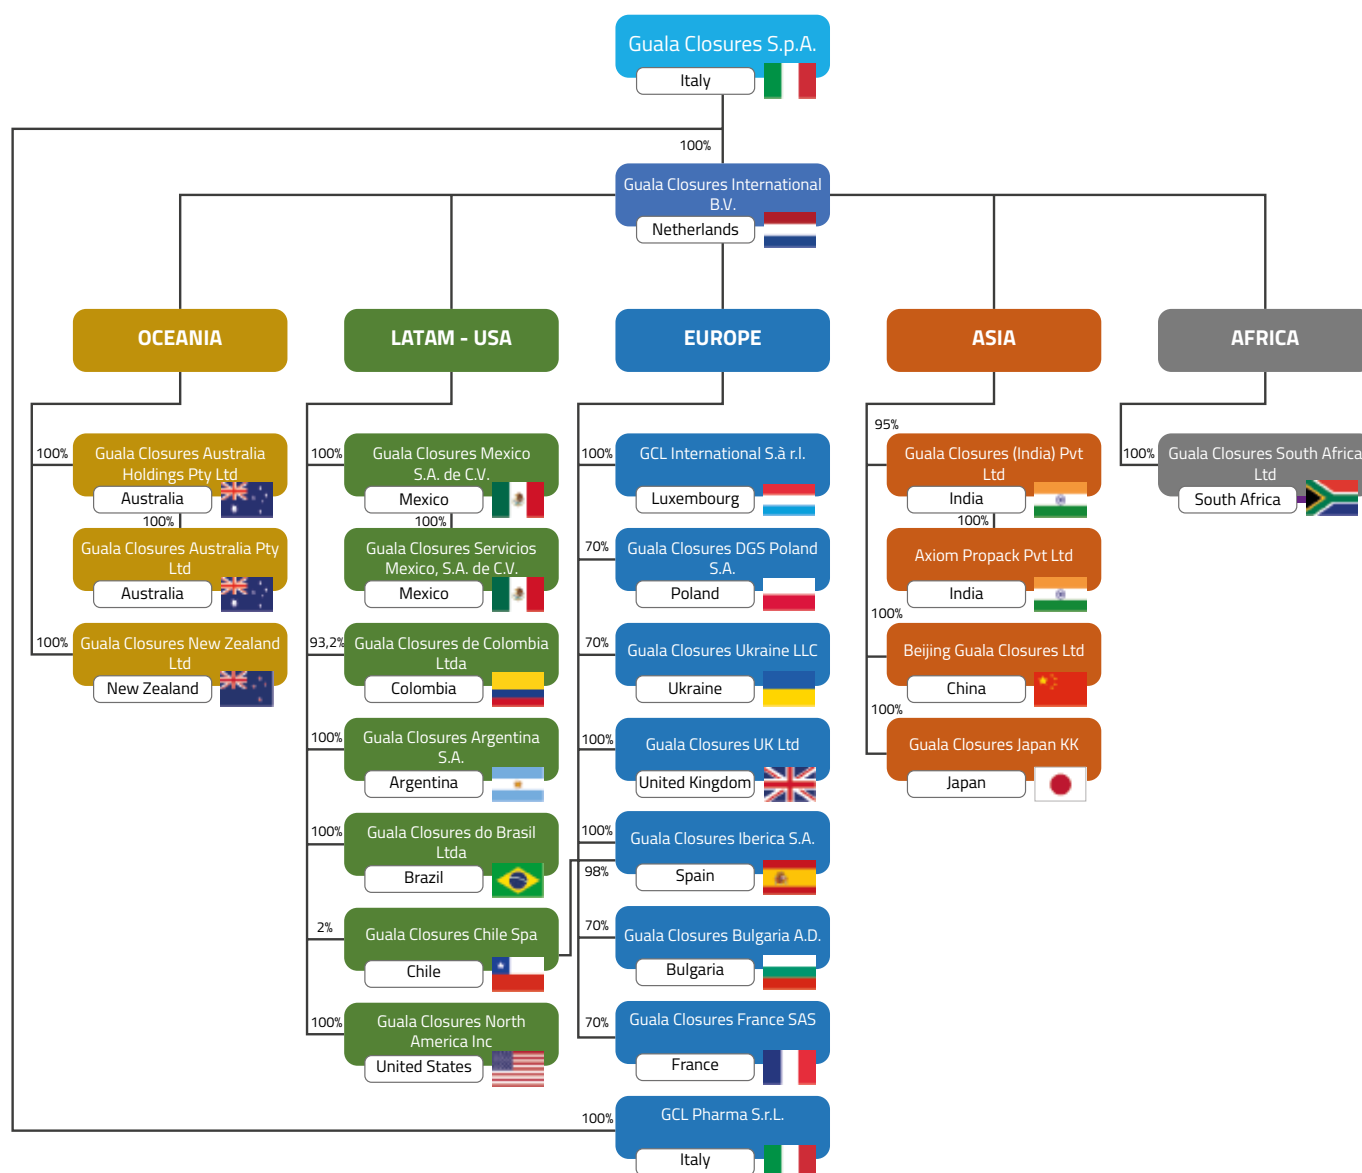 Guala Closures S.p.A.
Italy
100%
Guala Closures International
B.V.
Netherlands
OCEANIA
LATAM - USA
EUROPE
ASIA
AFRICA
100%
Guala Closures Australia
Holdings Pty Ltd
Australia
100%
Guala Closures Australia Pty
Ltd
Australia
100%
Guala Closures New Zealand
Ltd
New Zealand
100%
Guala Closures Mexico
S.A. de C.V.
Mexico
100%
Guala Closures Servicios
Mexico, S.A. de C.V.
Mexico
93,2%
Guala Closures de Colombia
Ltda
Colombia
100%
Guala Closures Argentina
S.A.
Argentina
100%
Guala Closures do Brasil
Ltda
Brazil
2%
Guala Closures Chile Spa
Chile
100%
Guala Closures North
America Inc
United States
100%
GCL International S.à r.l.
Luxembourg
70%
Guala Closures DGS Poland
S.A.
Poland
70%
Guala Closures Ukraine LLC
Ukraine
100%
Guala Closures UK Ltd
United Kingdom
100%
Guala Closures Iberica S.A.
98%
Spain
70%
Guala Closures Bulgaria A.D.
Bulgaria
70%
Guala Closures France SAS
France
100%
GCL Pharma S.r.L.
Italy
95%
Guala Closures (India) Pvt
Ltd
India
100%
Axiom Propack Pvt Ltd
India
100%
Beijing Guala Closures Ltd
China
100%
Guala Closures Japan KK
Japan
100%
Guala Closures South Africa
Ltd
South Africa